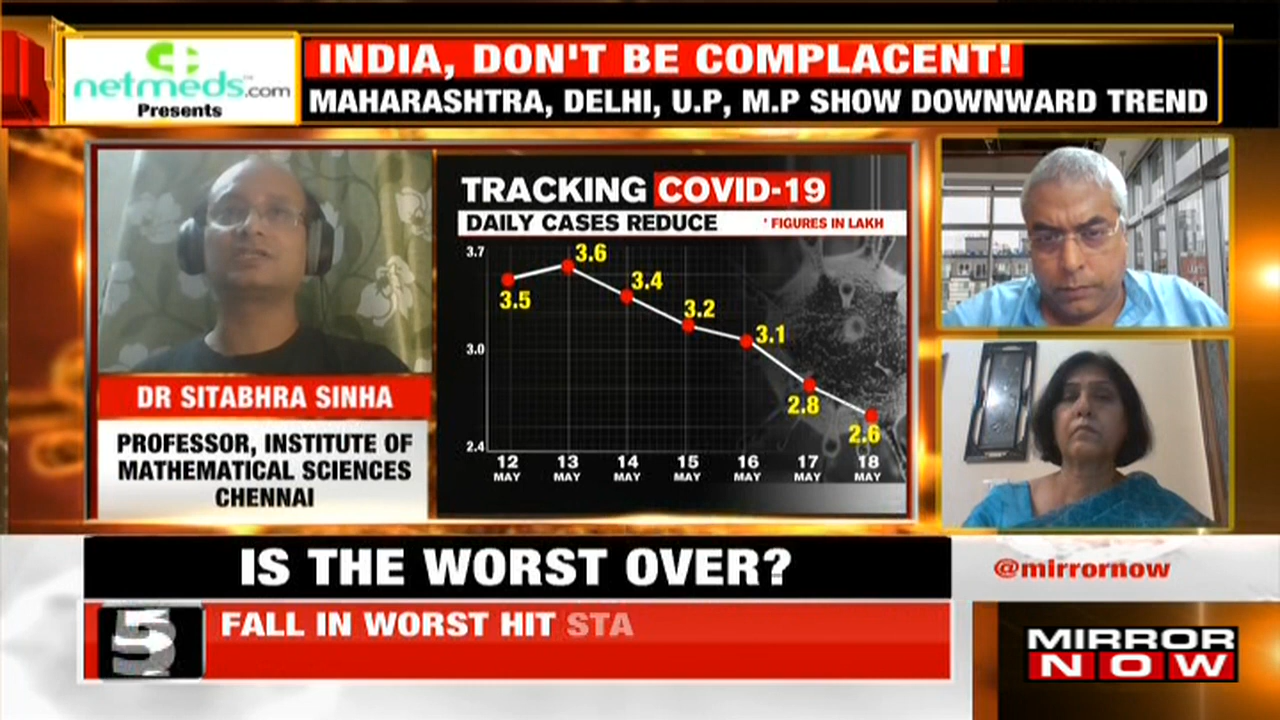 netmeds.com
Presents
INDIA, DON'T BE COMPLACENT!
MAHARASHTRA, DELHI, U.P, M.P SHOW DOWNWARD TREND
DR SITABHRA SINHA
PROFESSOR, INSTITUTE OF
MATHEMATICAL SCIENCES
CHENNAI
TRACKING COVID-19
DAILY CASES REDUCE * FIGURES IN LAKH
3.7
3.0
2.4
3.5
3.6
3.4
3.2
3.1
2.8
2.6
12 13 14 15 16 17 18
MAY MAY MAY MAY MAY MAY MAY
IS THE WORST OVER?
5 FALL IN WORST HIT STA
@mirrornow
MIRROR
NOW